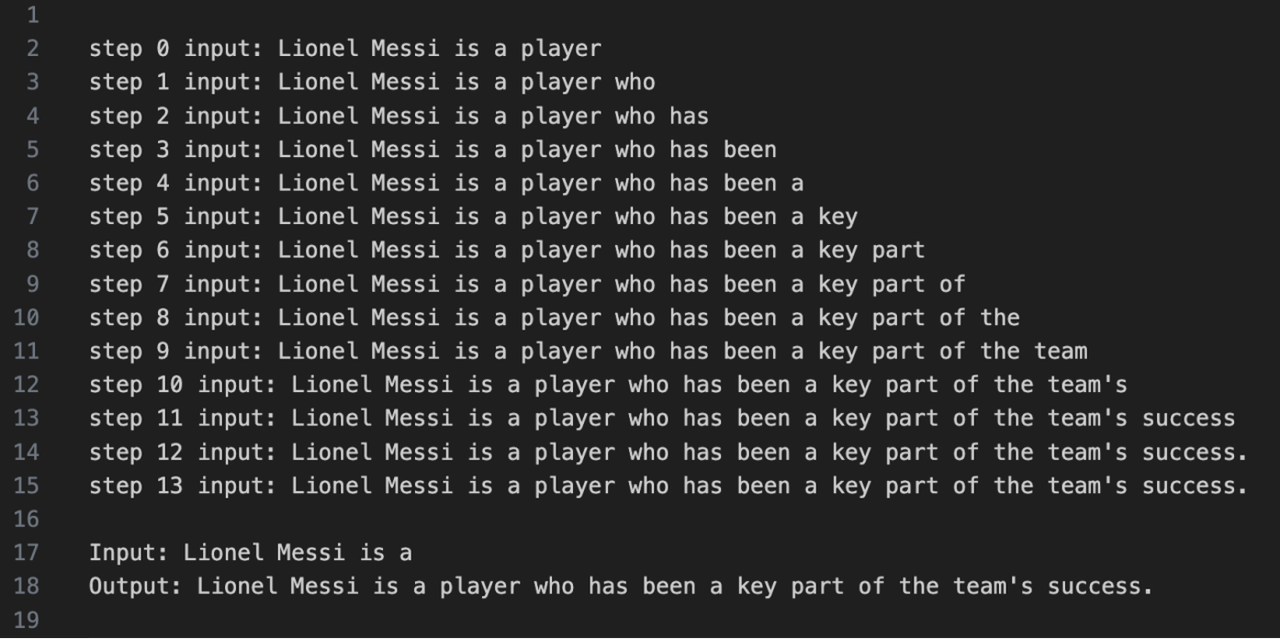 1
2 step 0 input: Lionel Messi is a player
3 step 1 input: Lionel Messi is a player who
4 step 2 input: Lionel Messi is a player who has
5 step 3 input: Lionel Messi is a player who has been
6 step 4 input: Lionel Messi is a player who has been a
7 step 5 input: Lionel Messi is a player who has been a key
8 step 6 input: Lionel Messi is a player who has been a key part
9 step 7 input: Lionel Messi is a player who has been a key part of
10 step 8 input: Lionel Messi is a player who has been a key part of the
11 step 9 input: Lionel Messi is a player who has been a key part of the team
12 step 10 input: Lionel Messi is a player who has been a key part of the team's
13 step 11 input: Lionel Messi is a player who has been a key part of the team's success
14 step 12 input: Lionel Messi is a player who has been a key part of the team's success.
15 step 13 input: Lionel Messi is a player who has been a key part of the team's success.
16
17 Input: Lionel Messi is a
18 Output: Lionel Messi is a player who has been a key part of the team's success.
19